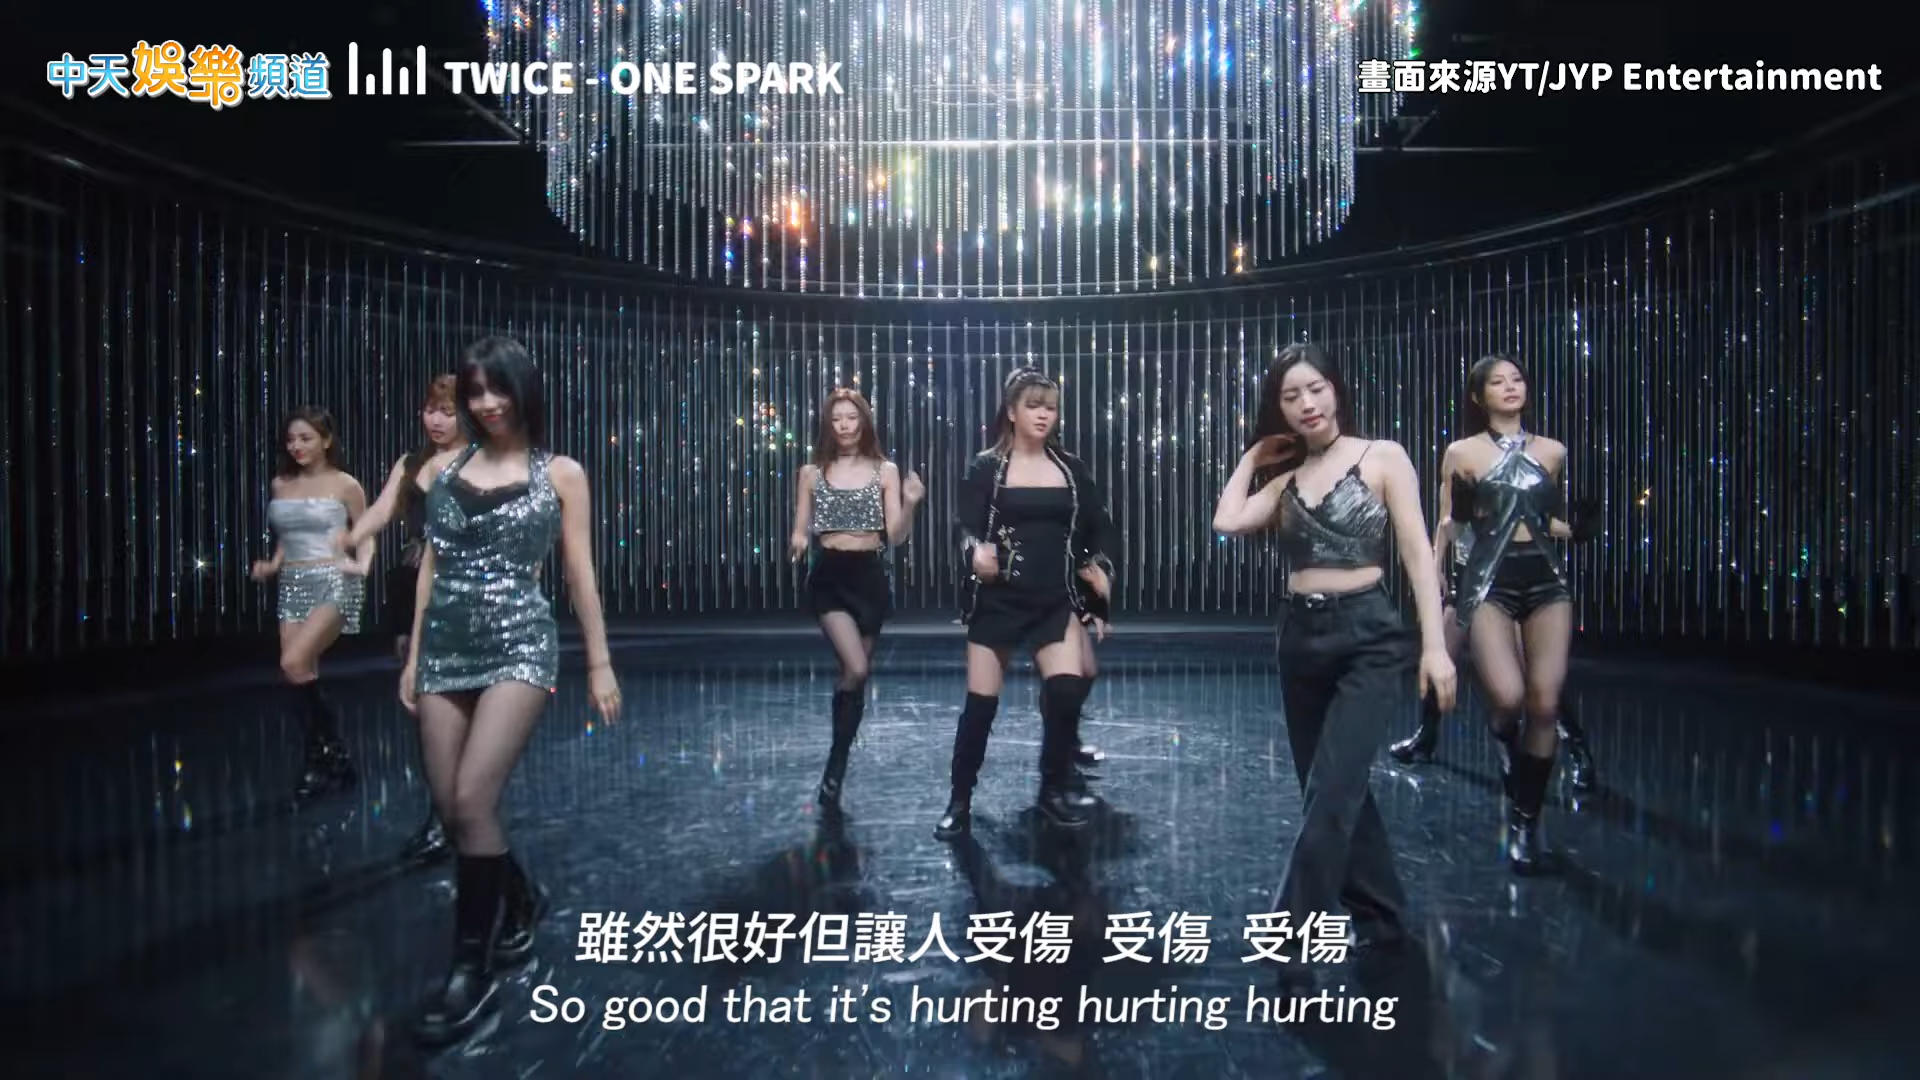 中天娛樂頻道 TWICE - ONE SPARK
畫面來源YT/JYP Entertainment
雖然很好但讓人受傷 受傷 受傷
So good that it's hurting hurting hurting